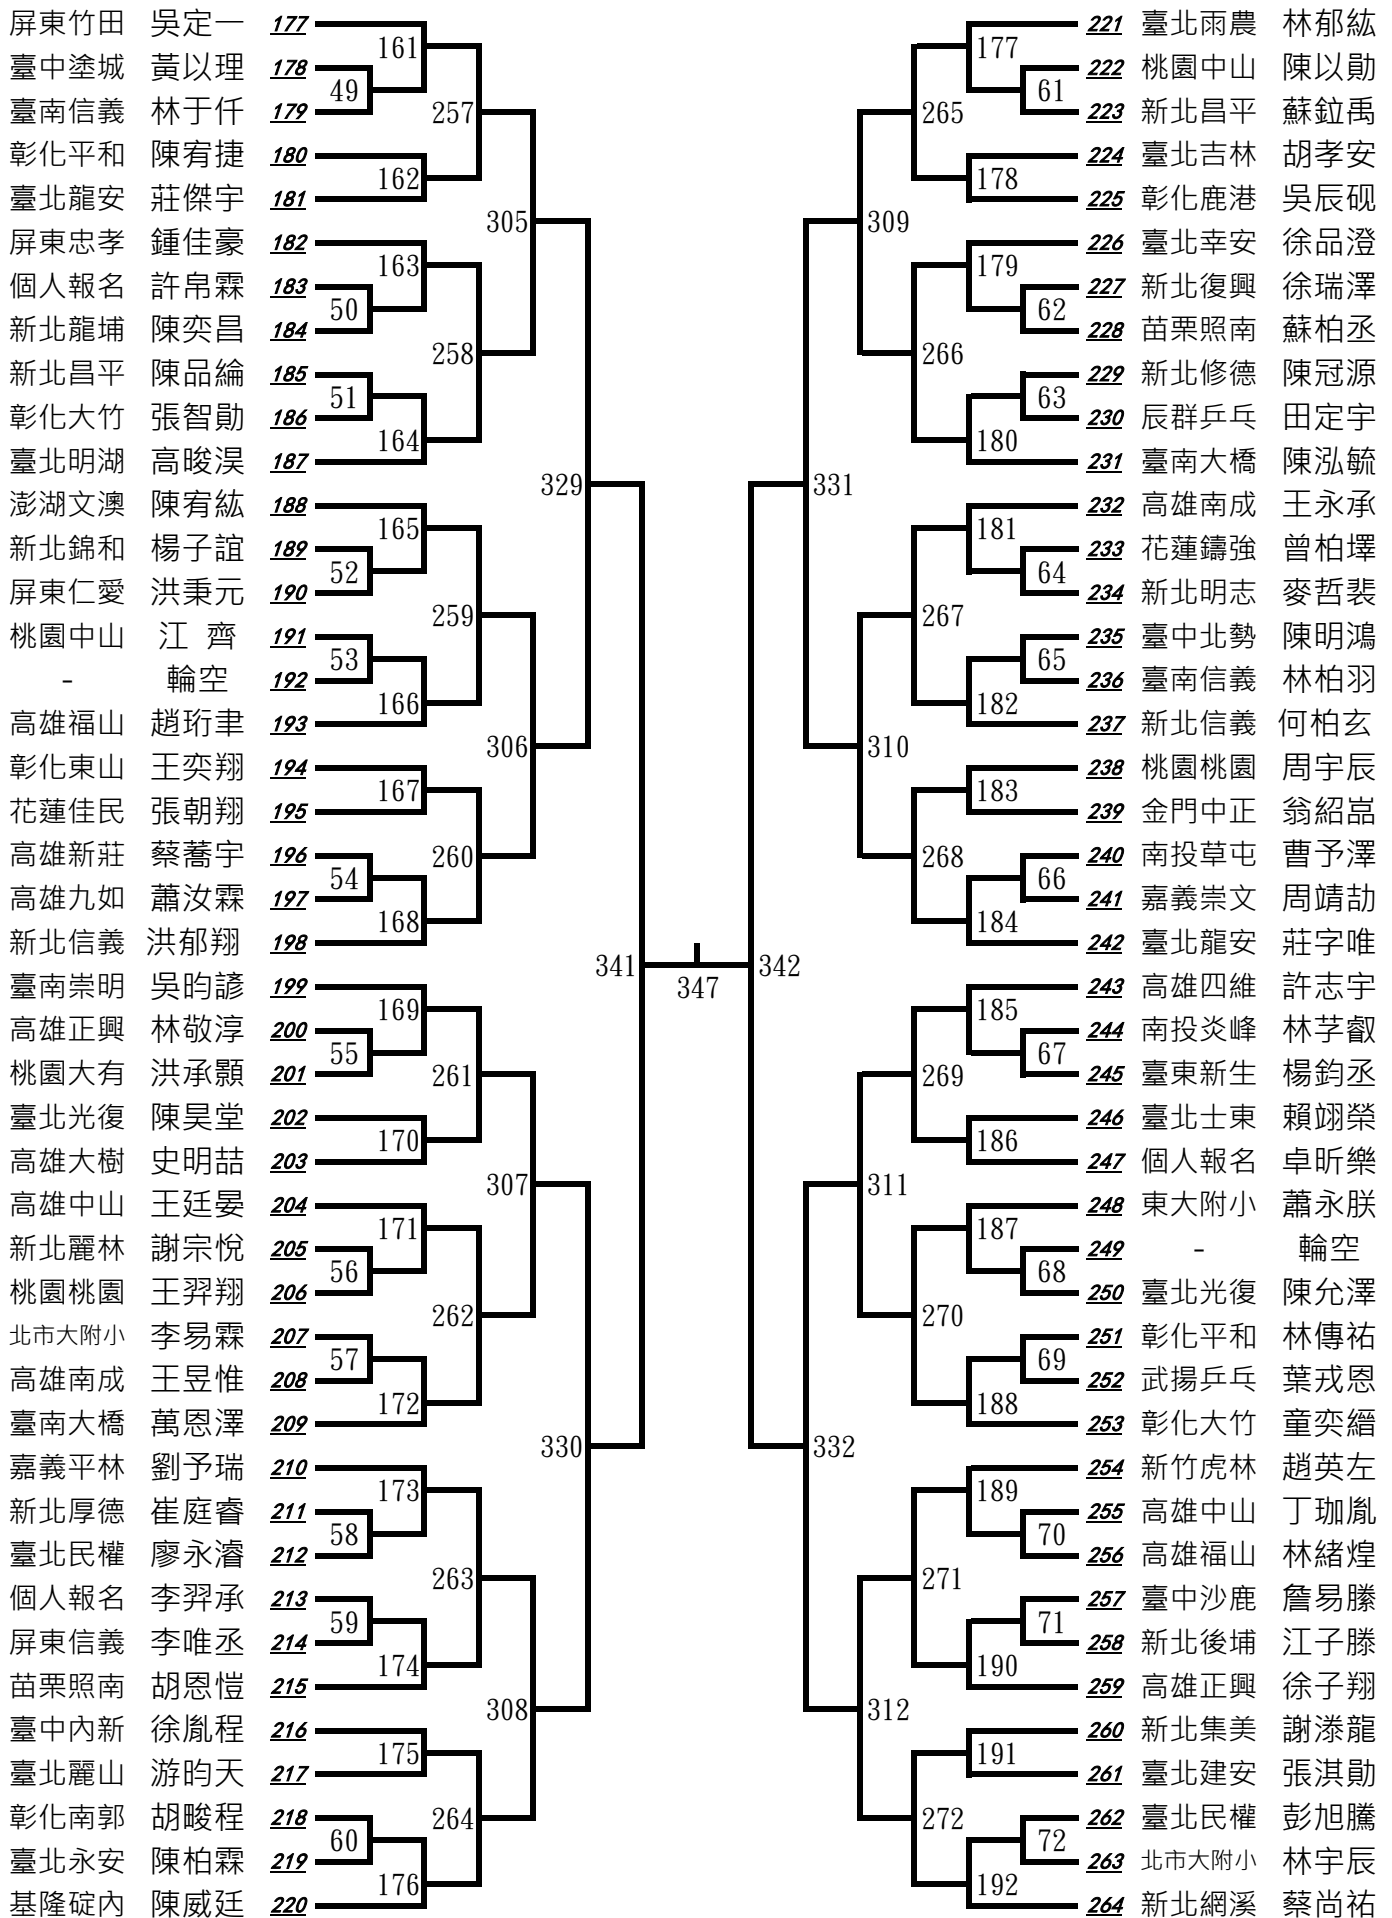 屏東竹田 吳定一 177
臺中塗城 黃以理 178
臺南信義 林于仟 179
彰化平和 陳宥捷 180
臺北龍安 莊傑宇 181
屏東忠孝 鍾佳豪 182
個人報名 許帛霖 183
新北龍埔 陳奕昌 184
新北昌平 陳品綸 185
彰化大竹 張智勛 186
臺北明湖 高晙淏 187
澎湖文澳 陳宥紘 188
新北錦和 楊子誼 189
屏東仁愛 洪秉元 190
桃園中山 江 齊 191
- 輪空 192
高雄福山 趙珩聿 193
彰化東山 王奕翔 194
花蓮佳民 張朝翔 195
高雄新莊 蔡蕎宇 196
高雄九如 蕭汝霖 197
新北信義 洪郁翔 198
臺南崇明 吳昀諺 199
高雄正興 林敬淳 200
桃園大有 洪承顥 201
臺北光復 陳昊堂 202
高雄大樹 史明喆 203
高雄中山 王廷晏 204
新北麗林 謝宗悅 205
桃園桃園 王羿翔 206
北市大附小 李易霖 207
高雄南成 王昱惟 208
臺南大橋 萬恩澤 209
嘉義平林 劉予瑞 210
新北厚德 崔庭睿 211
臺北民權 廖永濬 212
個人報名 李羿承 213
屏東信義 李唯丞 214
苗栗照南 胡恩愷 215
臺中內新 徐胤程 216
臺北麗山 游昀天 217
彰化南郭 胡畯程 218
臺北永安 陳柏霖 219
基隆碇內 陳威廷 220
49
50
51
52
53
54
55
56
57
58
59
60
161
162
163
164
165
166
167
168
169
170
171
172
173
174
175
176
257
258
259
260
261
262
263
264
305
306
307
308
329
330
341
347
342
331
332
309
310
311
312
265
266
267
268
269
270
271
272
177
178
179
180
181
182
183
184
185
186
187
188
189
190
191
192
61
62
63
64
65
66
67
68
69
70
71
72
221 臺北雨農 林郁紘
222 桃園中山 陳以勛
223 新北昌平 蘇鉝禹
224 臺北吉林 胡孝安
225 彰化鹿港 吳辰砚
226 臺北幸安 徐品澄
227 新北復興 徐瑞澤
228 苗栗照南 蘇柏丞
229 新北修德 陳冠源
230 辰群乒乓 田定宇
231 臺南大橋 陳泓毓
232 高雄南成 王永承
233 花蓮鑄強 曾柏墿
234 新北明志 麥哲裴
235 臺中北勢 陳明鴻
236 臺南信義 林柏羽
237 新北信義 何柏玄
238 桃園桃園 周宇辰
239 金門中正 翁紹嵓
240 南投草屯 曹予澤
241 嘉義崇文 周靖劼
242 臺北龍安 莊字唯
243 高雄四維 許志宇
244 南投炎峰 林芓叡
245 臺東新生 楊鈞丞
246 臺北士東 賴翊榮
247 個人報名 卓昕樂
248 東大附小 蕭永朕
249 - 輪空
250 臺北光復 陳允澤
251 彰化平和 林傳祐
252 武揚乒乓 葉戎恩
253 彰化大竹 童奕縉
254 新竹虎林 趙英左
255 高雄中山 丁珈胤
256 高雄福山 林緒煌
257 臺中沙鹿 詹易縢
258 新北後埔 江子滕
259 高雄正興 徐子翔
260 新北集美 謝溙龍
261 臺北建安 張淇勛
262 臺北民權 彭旭騰
263 北市大附小 林宇辰
264 新北網溪 蔡尚祐